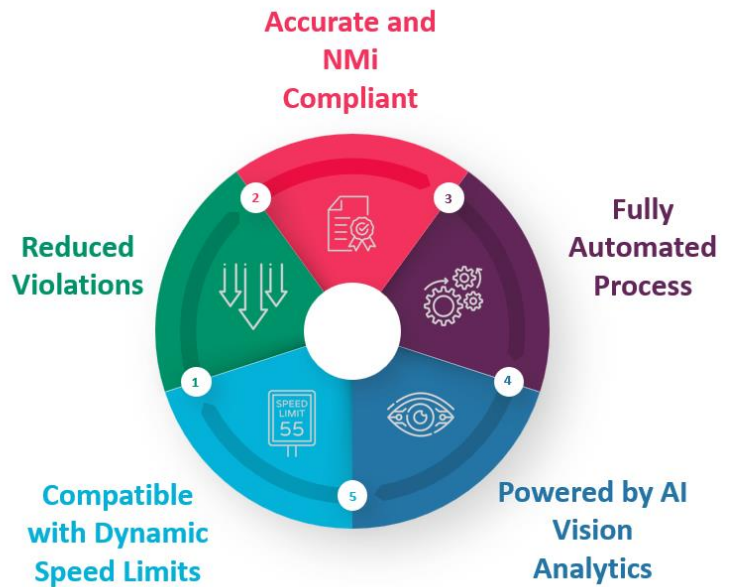 Accurate and
NMi
Compliant
2
3
Reduced
Violations
Fully
Automated
Process
1
4
SPEED
LIMIT
55
5
Compatible
with Dynamic
Speed Limits
Powered by AI
Vision
Analytics